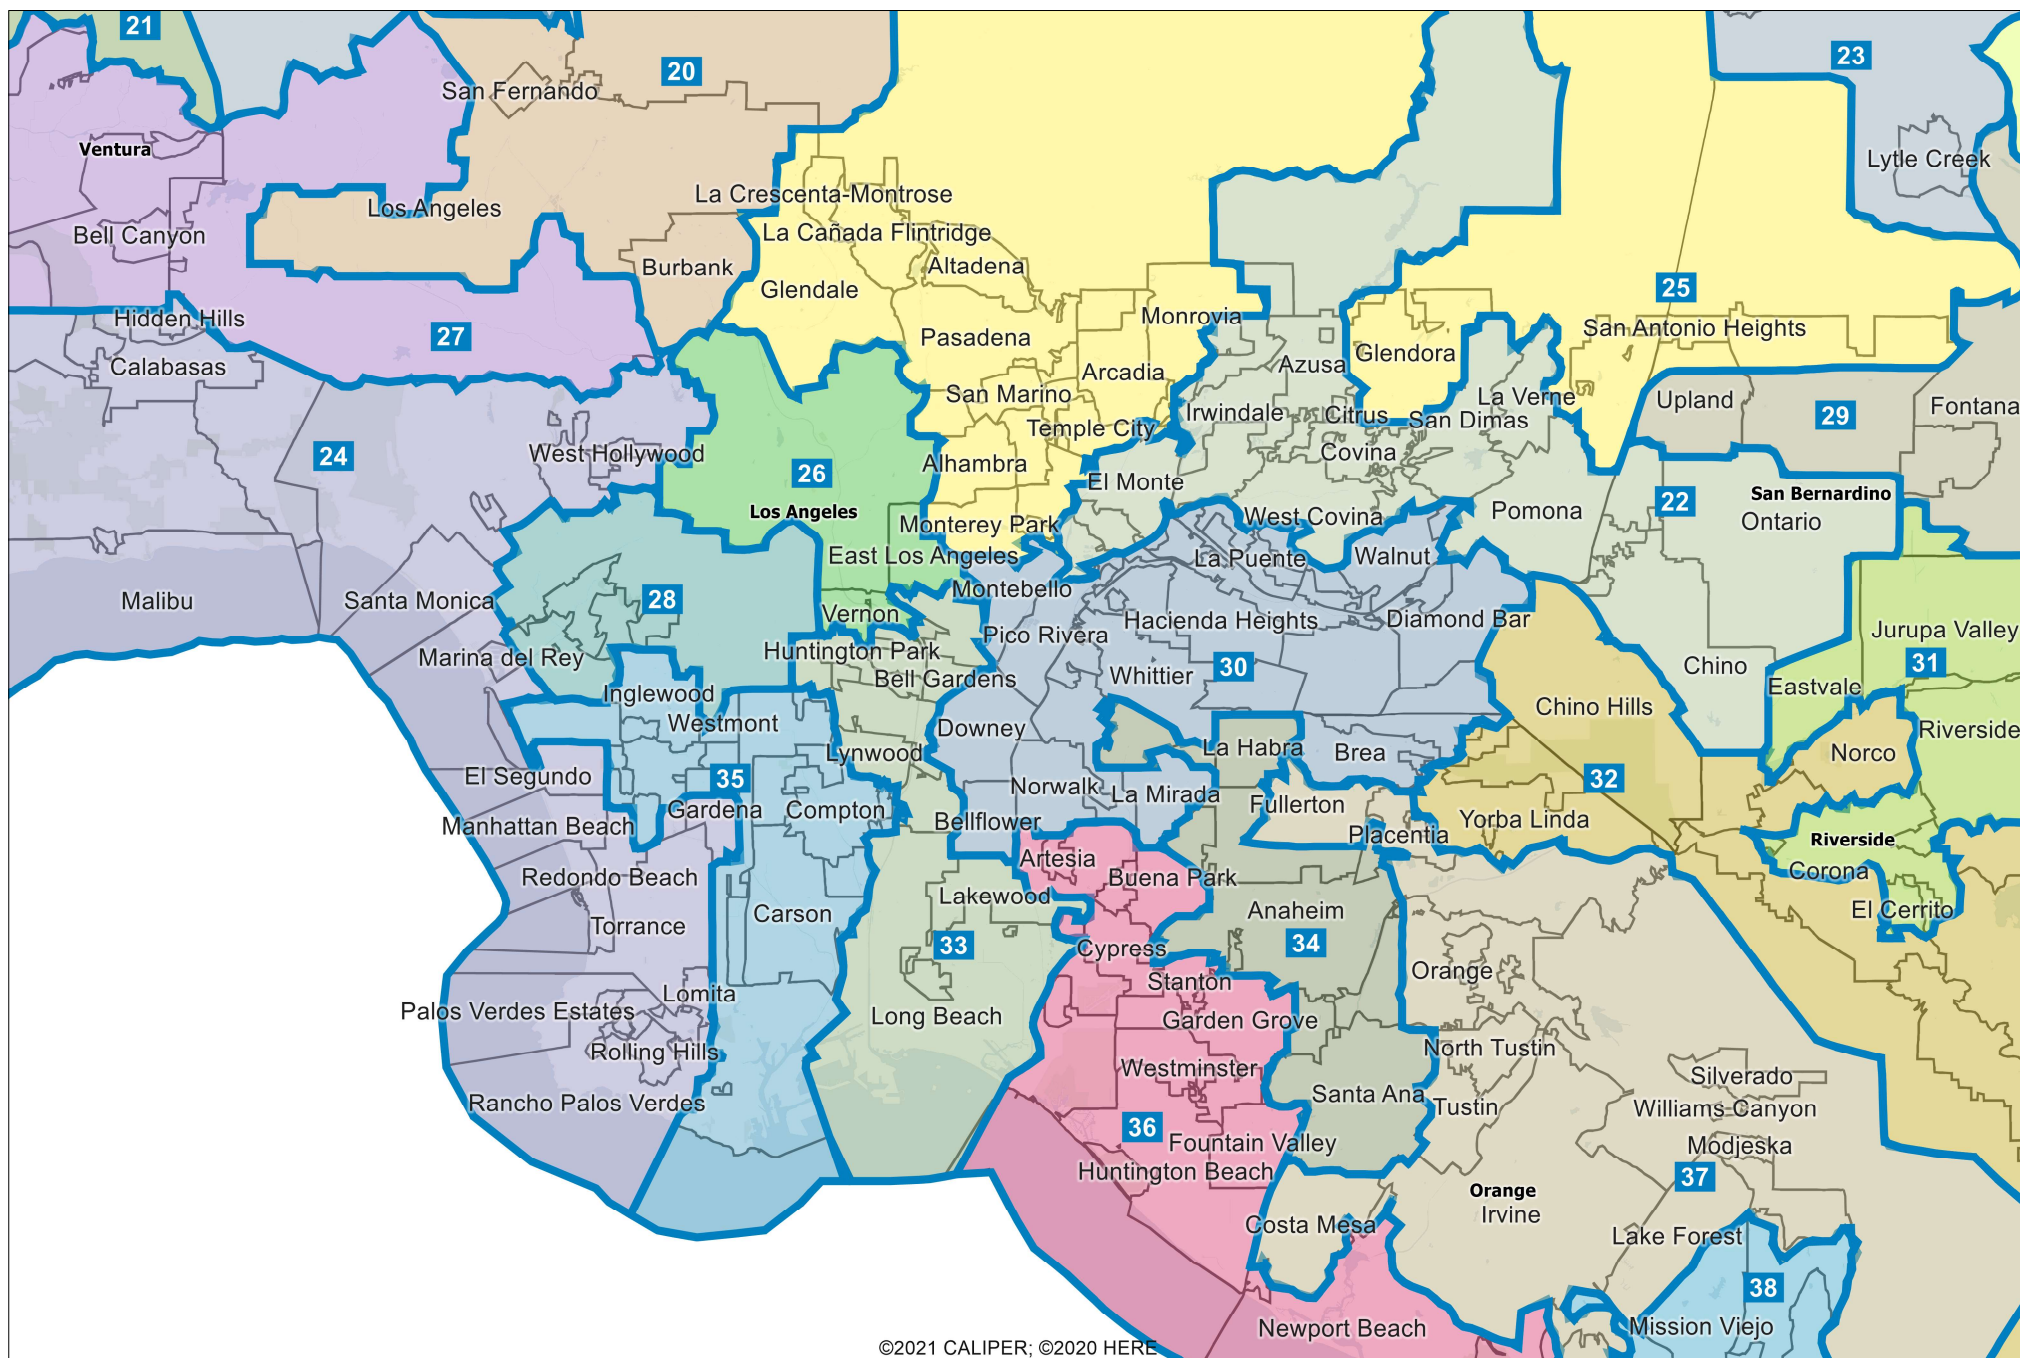 21
20
23
San Fernando
Ventura
Lytle Creek
La Crescenta-Montrose
Los Angeles
La Cañada Flintridge
Bell Canyon
Burbank
Altadena
Glendale
25
Hidden Hills
Monrovia
27
Pasadena
San Antonio Heights
Calabasas
Glendora
Azusa
Arcadia
San Marino
La Verne
Upland
29
Fontana
Irwindale
Citrus
San Dimas
Temple City
24
West Hollywood
26
Alhambra
Covina
El Monte
22
San Bernardino
Los Angeles
Monterey Park
West Covina
Pomona
Ontario
East Los Angeles
La Puente
Walnut
Montebello
Malibu
Santa Monica
28
Vernon
Hacienda Heights
Diamond Bar
Pico Rivera
Jurupa Valley
Marina del Rey
Huntington Park
30
Chino
31
Bell Gardens
Whittier
Eastvale
Inglewood
Chino Hills
Westmont
Downey
Riverside
Lynwood
La Habra
Brea
Norco
El Segundo
35
32
Norwalk
La Mirada
Gardena
Compton
Fullerton
Manhattan Beach
Bellflower
Placentia
Yorba Linda
Riverside
Artesia
Corona
Redondo Beach
Buena Park
Lakewood
Carson
Anaheim
El Cerrito
Torrance
33
Cypress
34
Orange
Stanton
Lomita
Palos Verdes Estates
Long Beach
Garden Grove
Rolling Hills
North Tustin
Westminster
Silverado
Santa Ana
Rancho Palos Verdes
Tustin
Williams Canyon
36
Fountain Valley
Modjeska
Huntington Beach
37
Orange
Irvine
Costa Mesa
Lake Forest
38
Newport Beach
Mission Viejo
©2021 CALIPER; ©2020 HERE